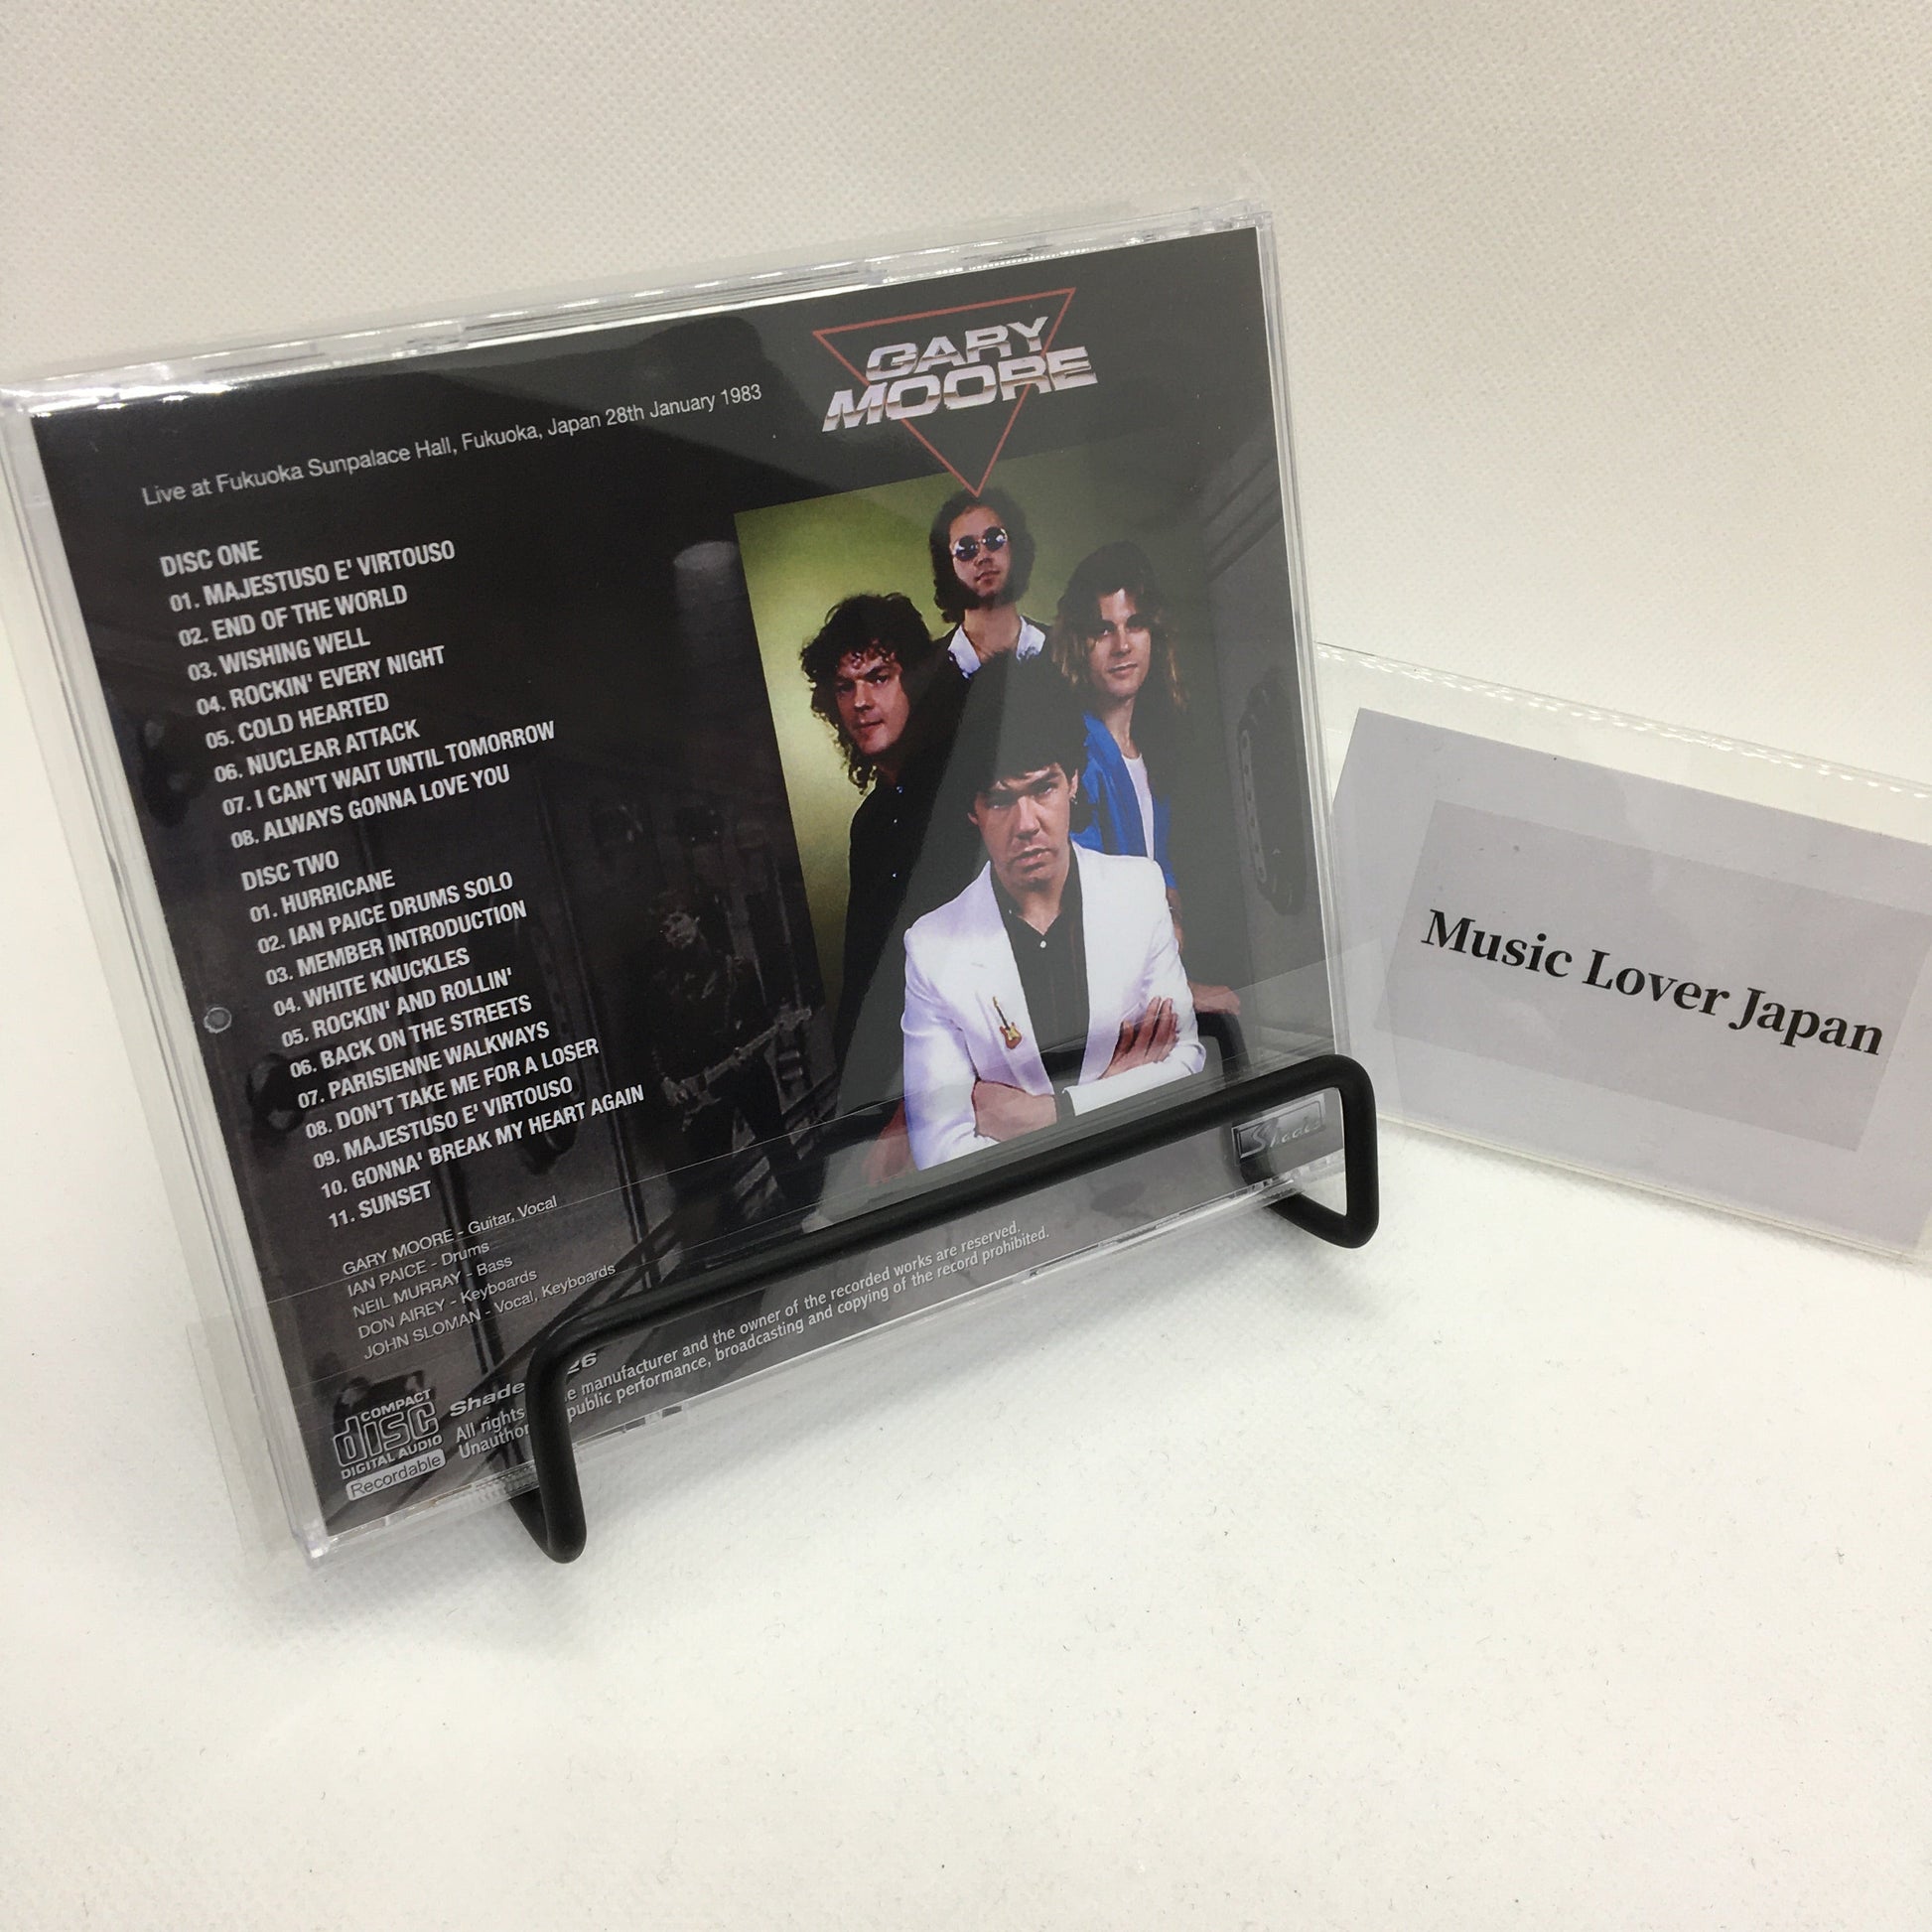 GARY
MOORE
Live at Fukuoka Sunpalace Hall, Fukuoka, Japan 28th January 1983
DISC ONE
01. MAJESTUSO E' VIRTOUSO
02. END OF THE WORLD
03. WISHING WELL
04. ROCKIN' EVERY NIGHT
05. COLD HEARTED
06. NUCLEAR ATTACK
07. I CAN'T WAIT UNTIL TOMORROW
08. ALWAYS GONNA LOVE YOU
DISC TWO
01. HURRICANE
02. IAN PAICE DRUMS SOLO
03. MEMBER INTRODUCTION
04. WHITE KNUCKLES
05. ROCKIN' AND ROLLIN'
06. BACK ON THE STREETS
07. PARISIENNE WALKWAYS
08. DON'T TAKE ME FOR A LOSER
09. MAJESTUSO E' VIRTOUSO
10. GONNA' BREAK MY HEART AGAIN
11. SUNSET
GARY MOORE - Guitar, Vocal
IAN PAICE - Drums
NEIL MURRAY - Bass
DON AIREY - Keyboards
JOHN SLOMAN - Vocal, Keyboards
COMPACT
disc
DIGITAL AUDIO
Recordable
Shade 26
All rights manufacturer and the owner of the recorded works are reserved.
public performance, broadcasting and copying of the record prohibited.
Shade
Music Lover Japan